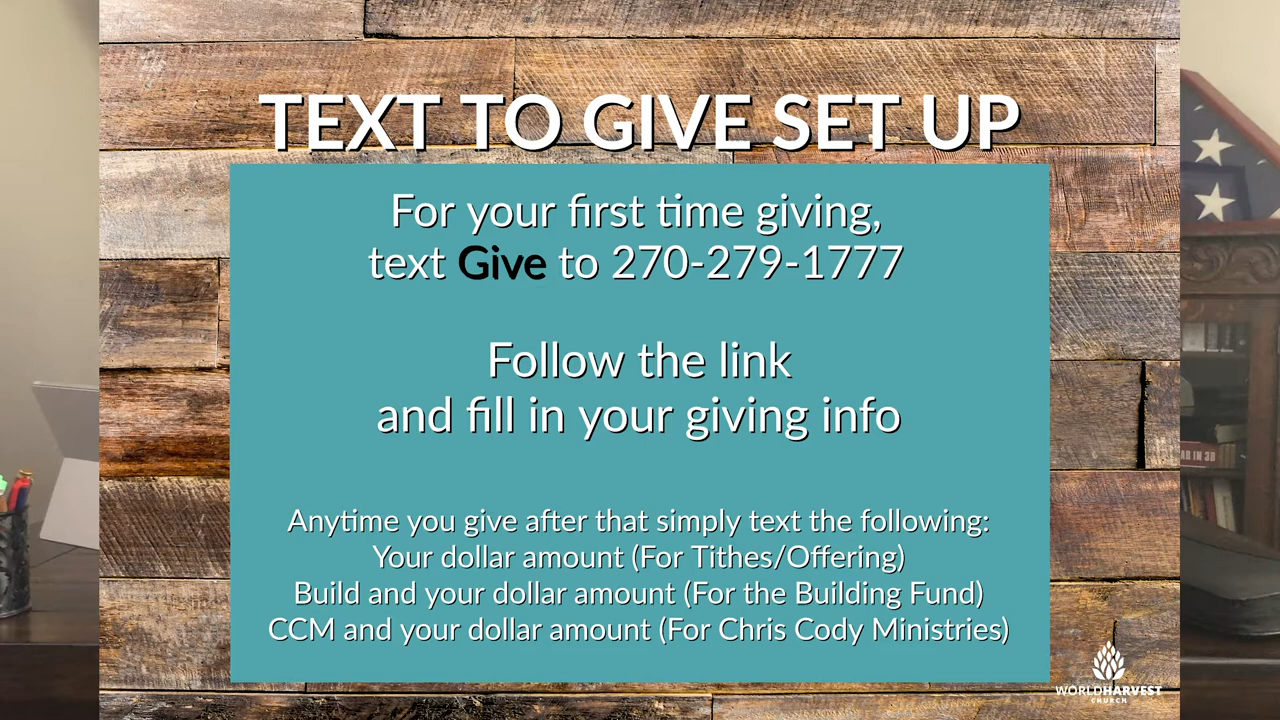 TEXT TO GIVE SET UP
For your first time giving,
text Give to 270-279-1777
Follow the link
and fill in your giving info
Anytime you give after that simply text the following:
Your dollar amount (For Tithes/Offering)
Build and your dollar amount (For the Building Fund)
CCM and your dollar amount (For Chris Cody Ministries)
WORLDHARVEST
CHURCH
IN 3D